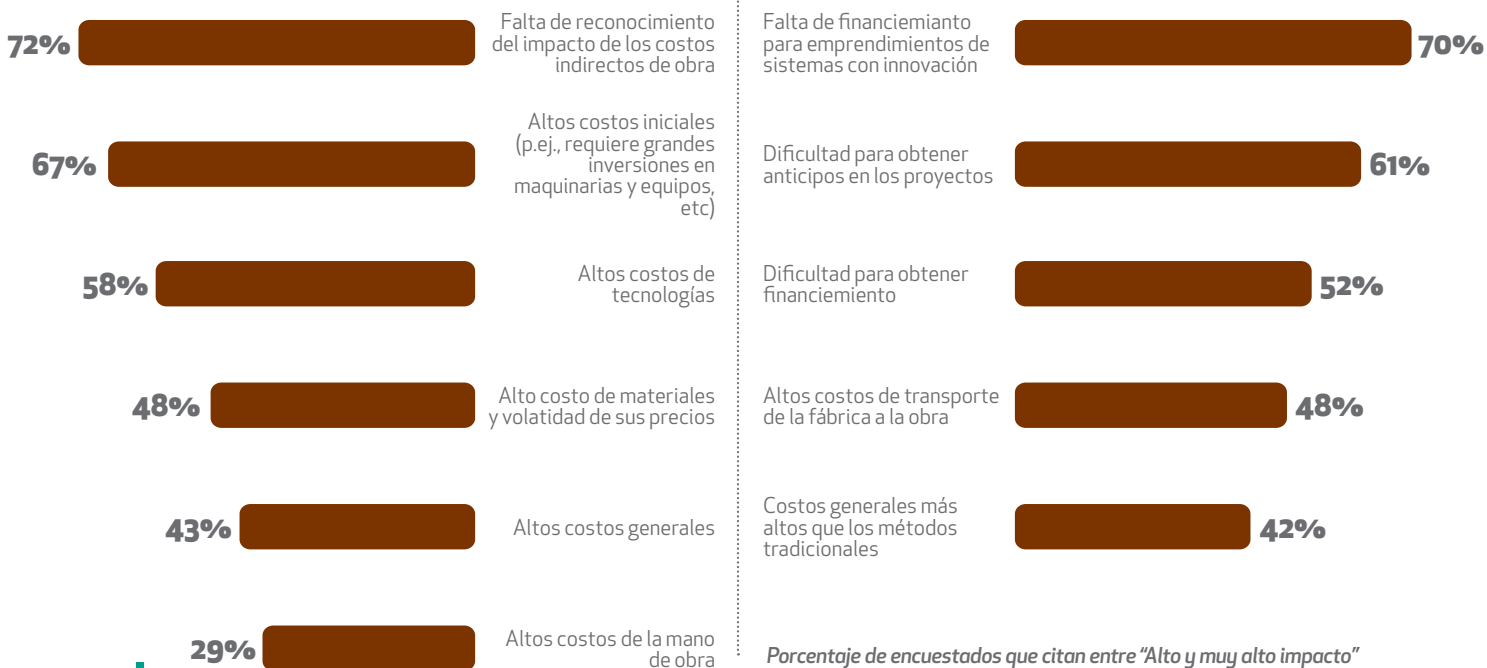 72%
Falta de reconocimiento
del impacto de los costos
indirectos de obra
67%
Altos costos iniciales
(p.ej., requiere grandes
inversiones en
maquinarias y equipos,
etc)
58%
Altos costos de
tecnologías
48%
Alto costo de materiales
y volatidad de sus precios
43%
Altos costos generales
29%
Altos costos de la mano
de obra
Falta de financiemianto
para emprendimientos de
sistemas con innovación
70%
Dificultad para obtener
anticipos en los proyectos
61%
Dificultad para obtener
financiemiento
52%
Altos costos de transporte
de la fábrica a la obra
48%
Costos generales más
altos que los métodos
tradicionales
42%
Porcentaje de encuestados que citan entre “Alto y muy alto impacto”